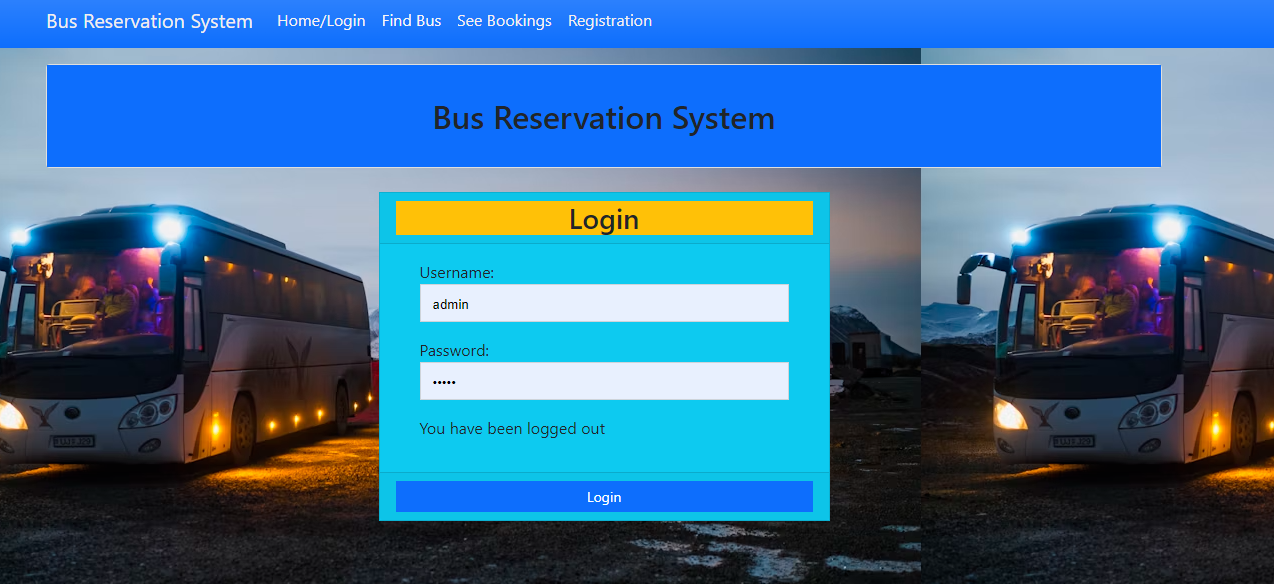 Bus Reservation System Home/Login Find Bus See Bookings Registration
Bus Reservation System
Login
Username:
admin
Password:
•••••
You have been logged out
Login